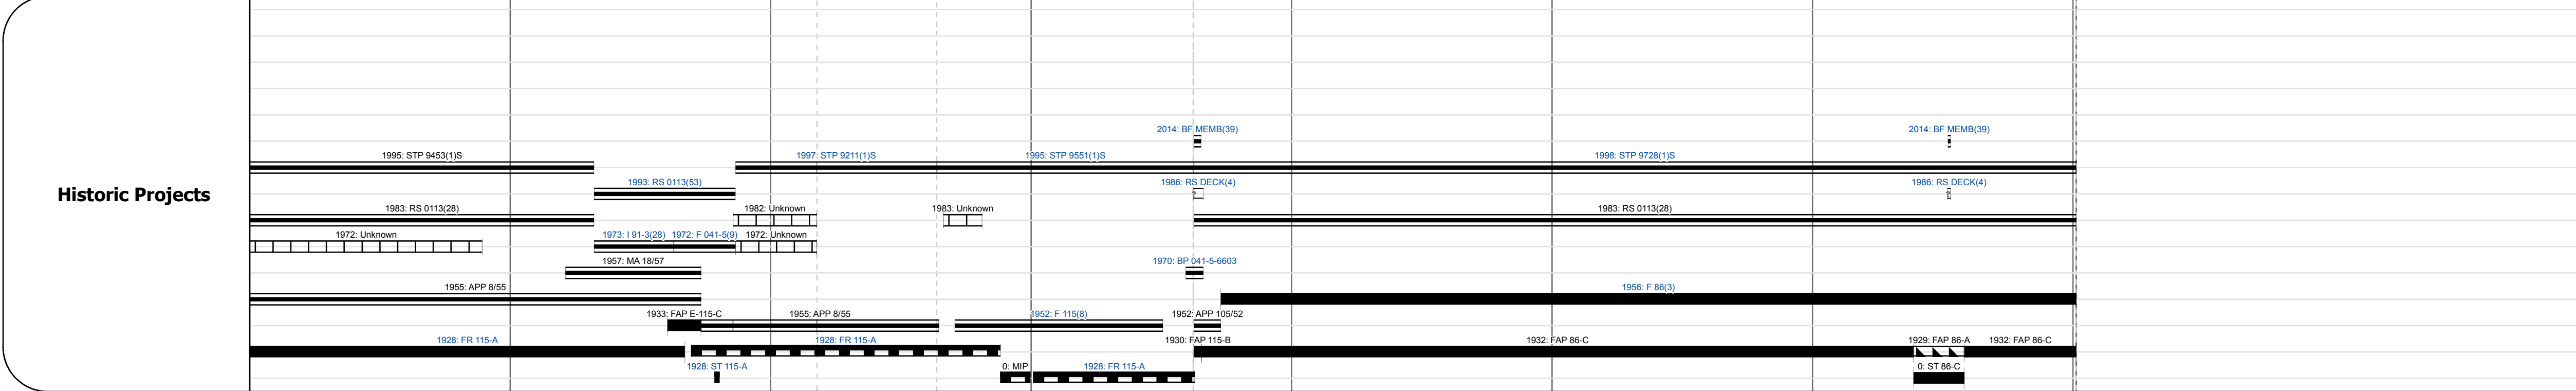 2014: BF MEMB(39) 2014: BF MEMB(39)
1995: STP 9453(1)S 1997: STP 9211(1)S 1995: STP 9551(1)S 1998: STP 9728(1)S
1993: RS 0113(53) 1986: RS DECK(4) 1986: RS DECK(4)
Historic Projects
1983: RS 0113(28) 1982: Unknown 1983: Unknown 1983: RS 0113(28)
1972: Unknown 1973: I 91-3(28) 1972: F 041-5(9) 1972: Unknown
1957: MA 18/57 1970: BP 041-5-6603
1955: APP 8/55 1956: F 86(3)
1933: FAP E-115-C 1955: APP 8/55 1952: F 115(8) 1952: APP 105/52
1928: FR 115-A 1928: FR 115-A 1930: FAP 115-B 1932: FAP 86-C 1929: FAP 86-A 1932: FAP 86-C
1928: ST 115-A 0: MIP 1928: FR 115-A 0: ST 86-C